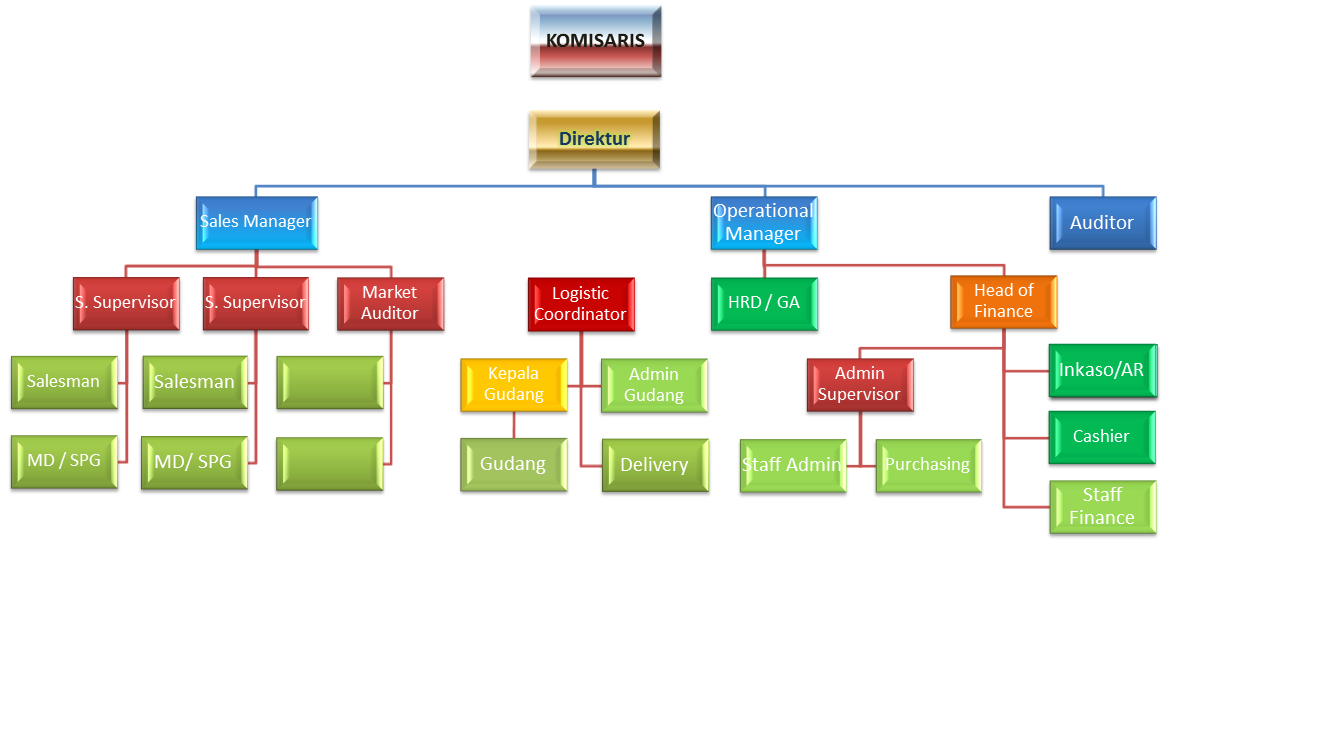 KOMISARIS
Direktur
Sales Manager
Operational
Manager
Auditor
S. Supervisor
S. Supervisor
Market
Auditor
Logistic
Coordinator
HRD / GA
Head of
Finance
Salesman
Salesman
Kepala
Gudang
Admin
Gudang
Admin
Supervisor
Inkaso/AR
MD / SPG
MD/ SPG
Gudang
Delivery
Staff Admin
Purchasing
Cashier
Staff
Finance